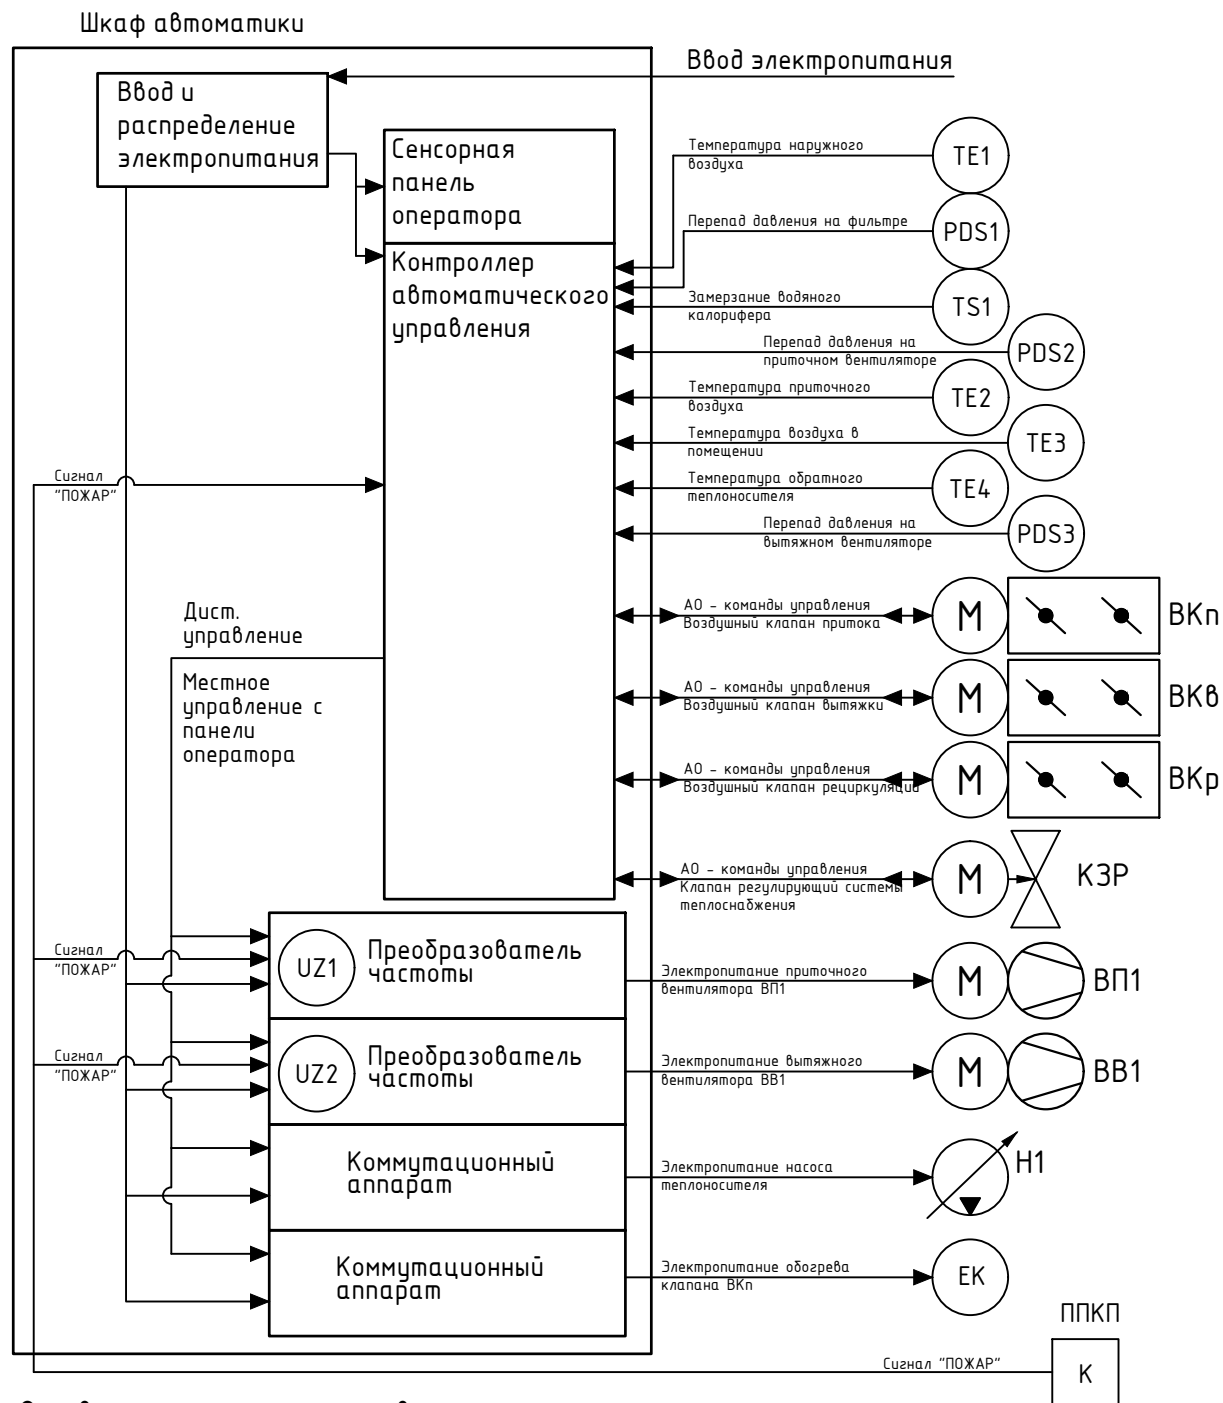 Шкаф автоматики
Ввод электропитания
Ввод и
распределение
электропитания
Сенсорная
панель
оператора
Контроллер
автоматического
управления
Температура наружного
воздуха
TE1
Перепад давления на фильтре
PDS1
Замерзание водяного
калорифера
TS1
Перепад давления на
приточном вентиляторе
PDS2
Температура приточного
воздуха
TE2
Температура воздуха в
помещении
TE3
Температура обратного
теплоносителя
TE4
Перепад давления на
вытяжном вентиляторе
PDS3
Сигнал
"ПОЖАР"
АО - команды управления
Воздушный клапан притока
М
ВКп
Дист.
управление
Местное
управление с
панели
оператора
АО - команды управления
Воздушный клапан вытяжки
М
ВКв
АО - команды управления
Воздушный клапан рециркуляции
М
ВКр
АО - команды управления
Клапан регулирующий системы
теплоснабжения
М
КЗР
Сигнал
"ПОЖАР"
UZ1
Преобразователь
частоты
Электропитание приточного
вентилятора ВП1
М
ВП1
Сигнал
"ПОЖАР"
UZ2
Преобразователь
частоты
Электропитание вытяжного
вентилятора ВВ1
М
ВВ1
Коммутационный
аппарат
Электропитание насоса
теплоносителя
Н1
Коммутационный
аппарат
Электропитание обогрева
клапана ВКп
ЕК
ППКП
Сигнал "ПОЖАР"
К